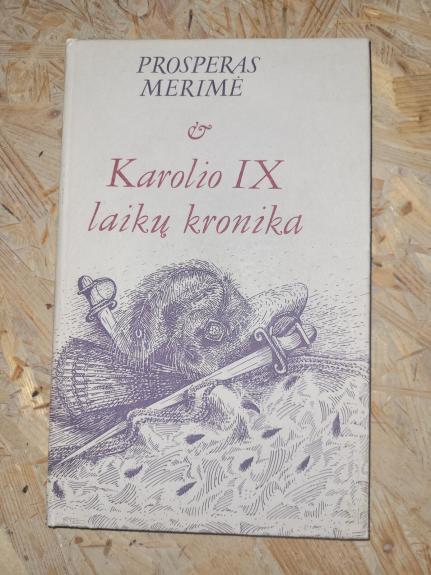 PROSPERAS
MERIMĖ
&
Karolio IX
laikų kronika